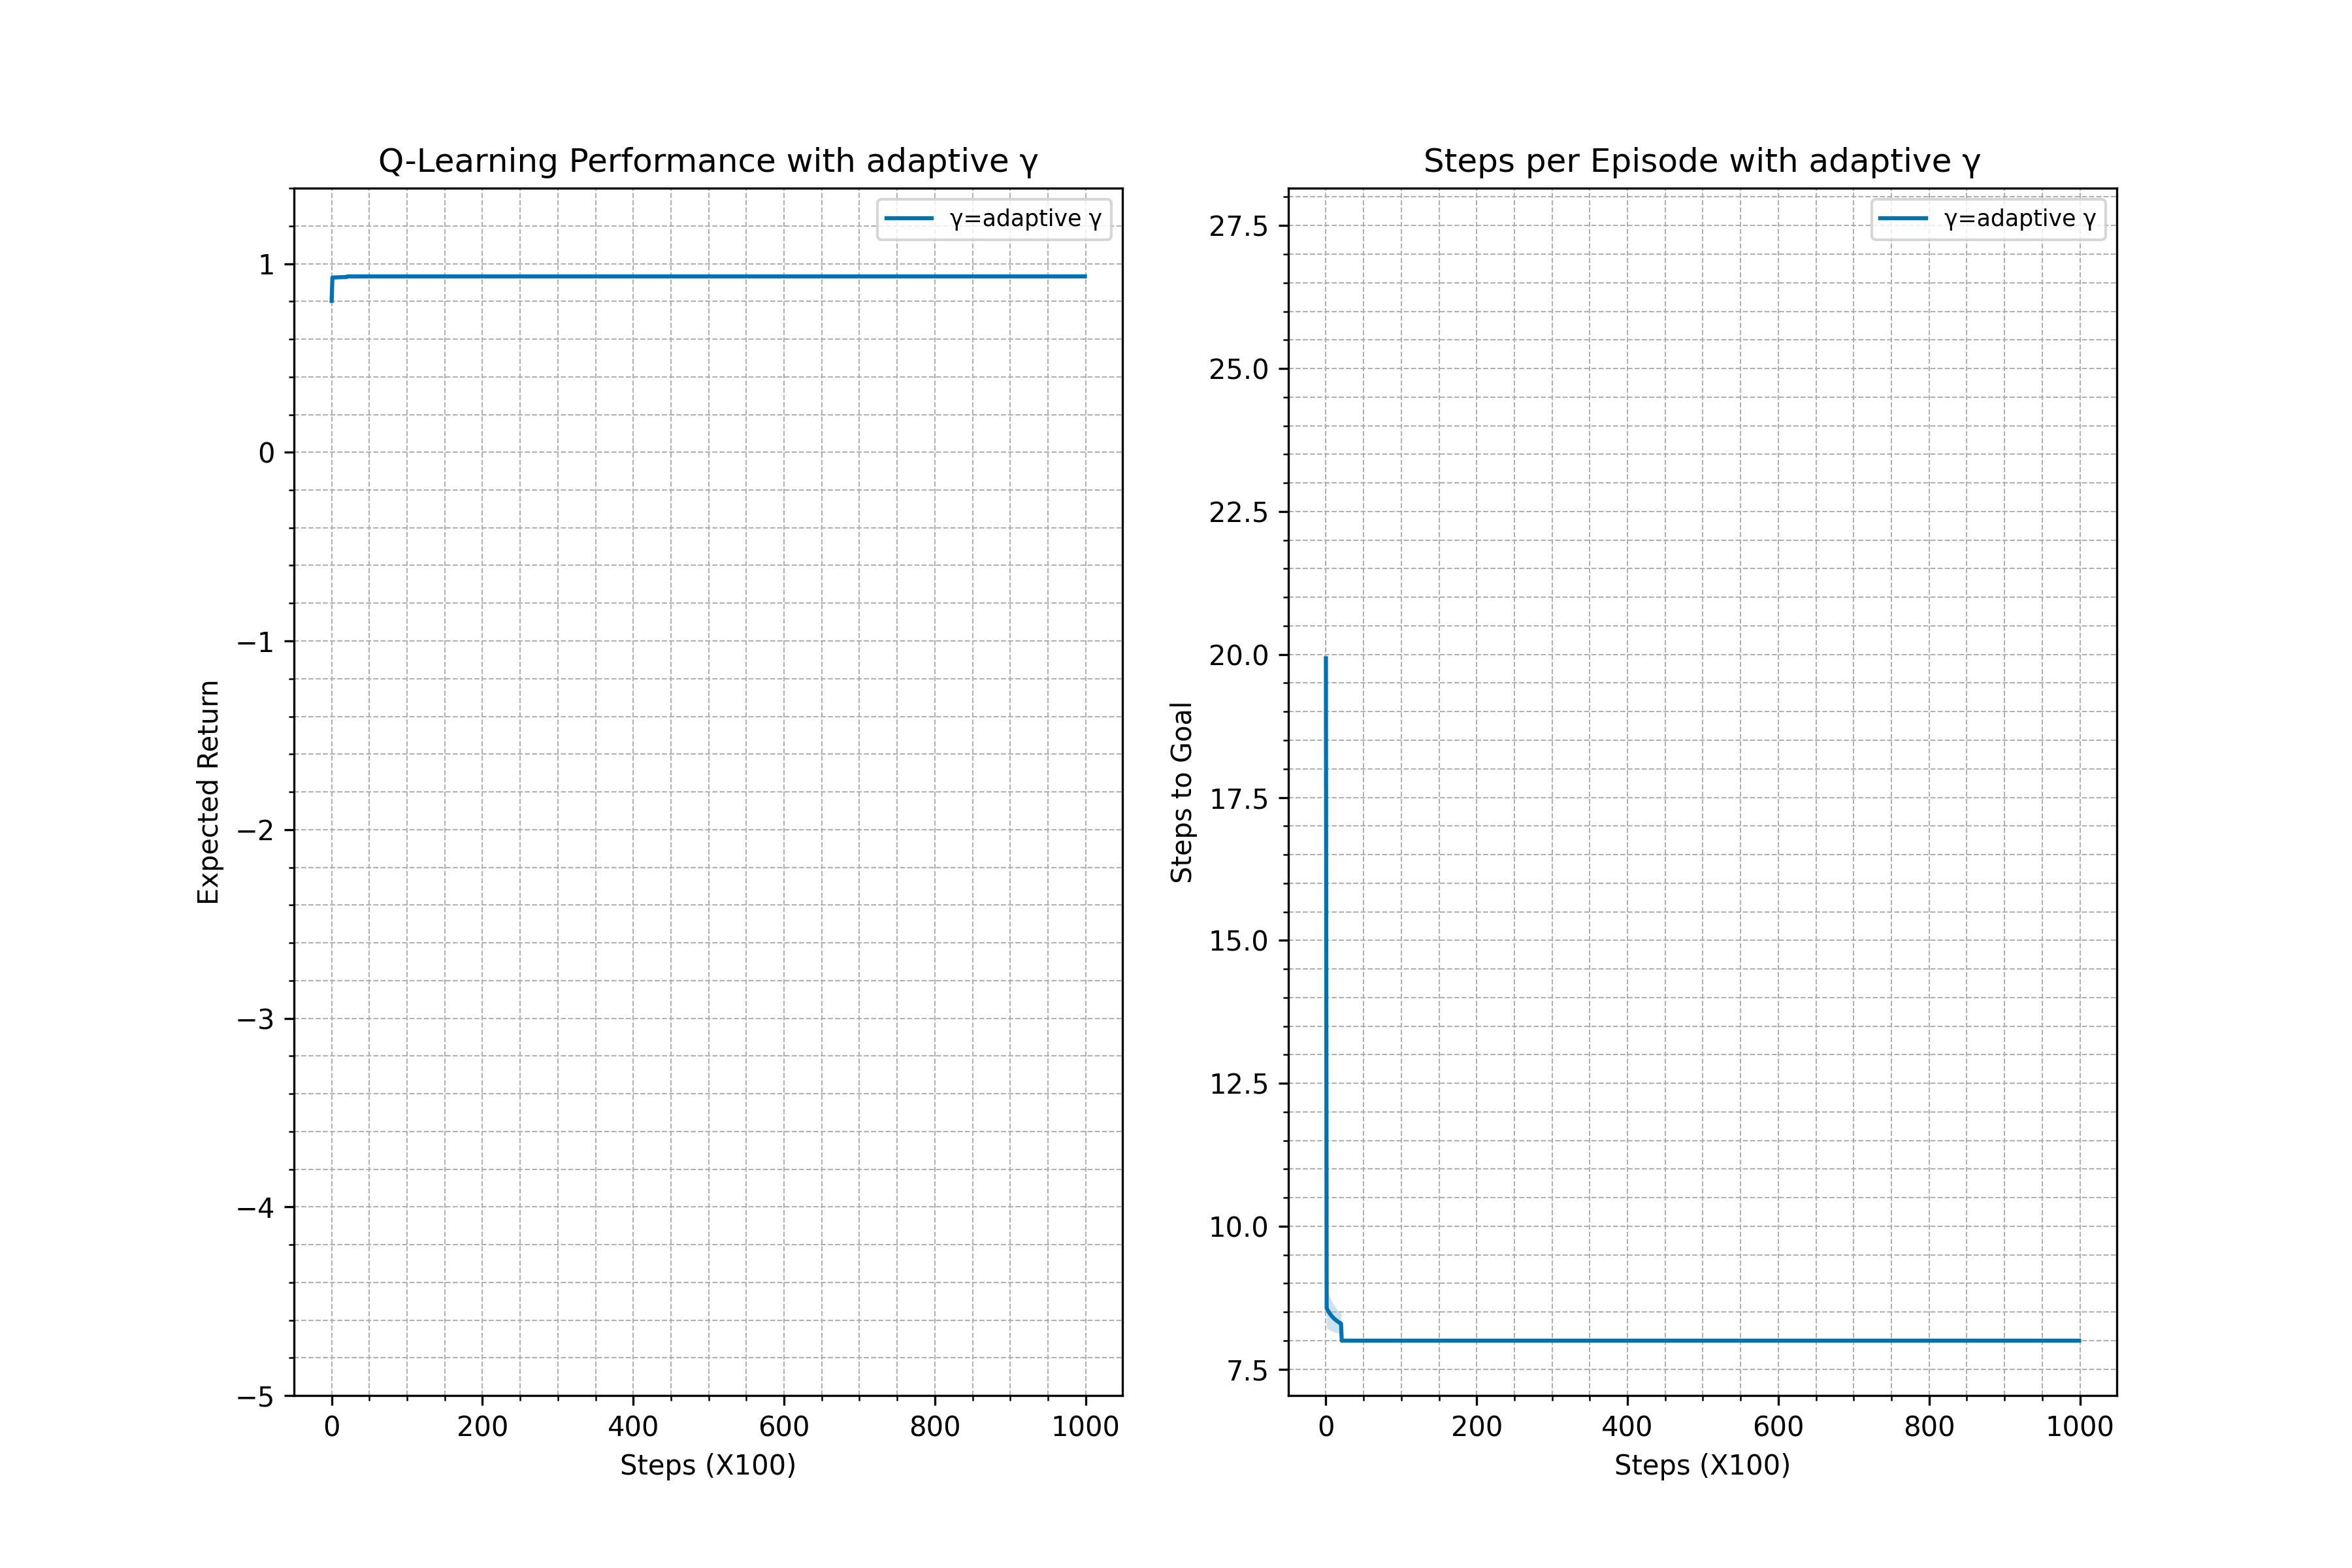 Q-Learning Performance with adaptive γ
γ=adaptive γ
1
0
−1
−2
−3
−4
−5
Expected Return
0 200 400 600 800 1000
Steps (X100)
Steps per Episode with adaptive γ
γ=adaptive γ
27.5
25.0
22.5
20.0
17.5
15.0
12.5
10.0
7.5
Steps to Goal
0 200 400 600 800 1000
Steps (X100)